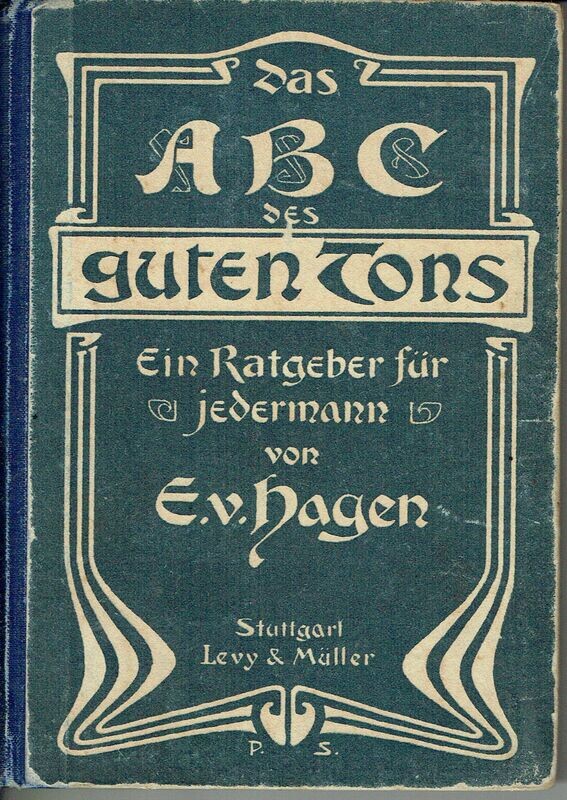 Das
ABC
des
guten Tons
Ein Ratgeber für
jedermann
von
E.v.Hagen
Stuttgart
Levy & Müller
P. S.